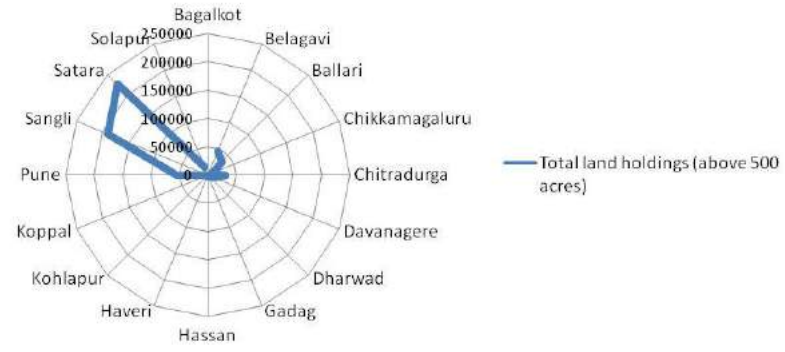 Bagalkot
250000
Solapur
Belagavi
200000
Satara
Ballari
150000
Sangli
100000
Chikkamagaluru
50000
Pune
0
Chitradurga
Total land holdings (above 500
acres)
Koppal
Davanagere
Kohlapur
Dharwad
Haveri
Gadag
Hassan